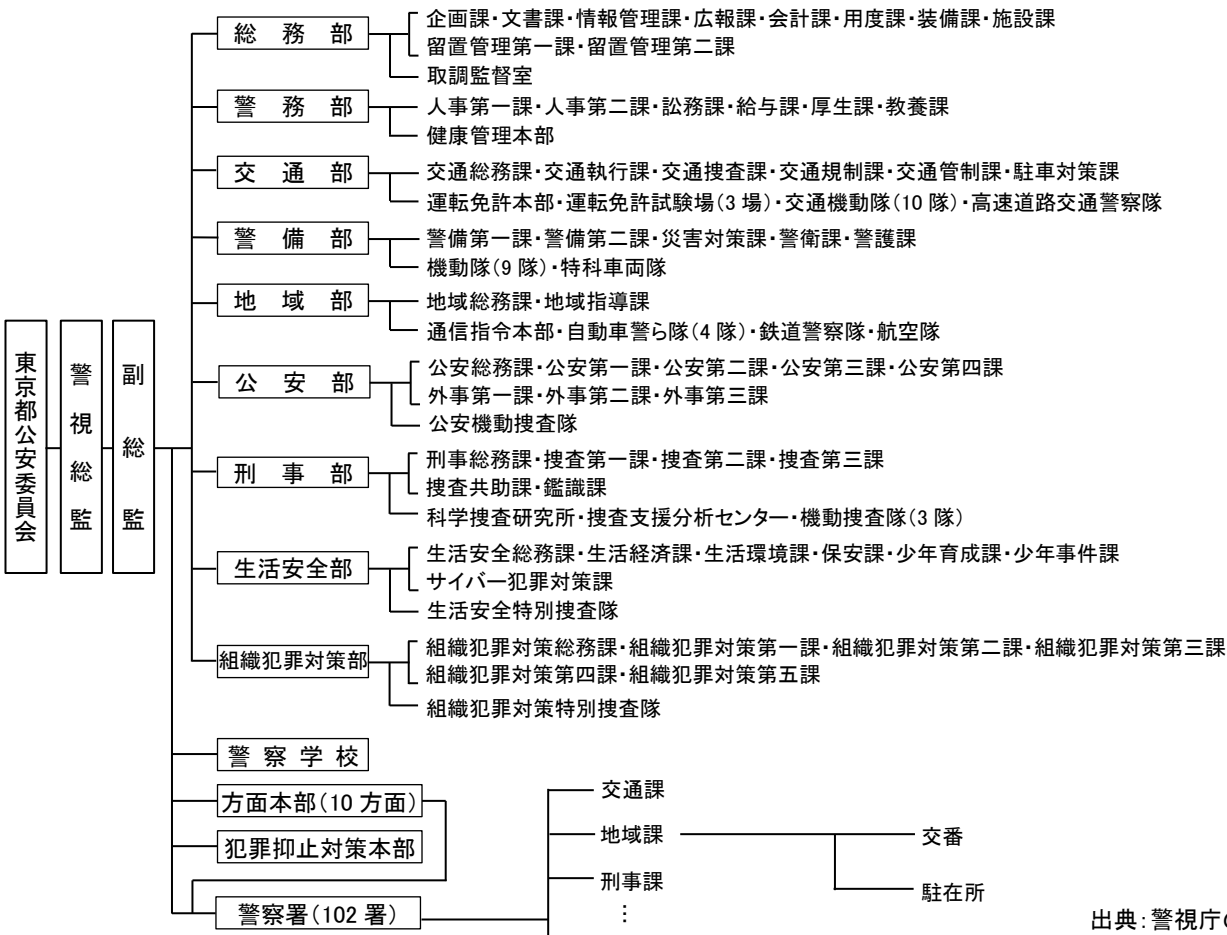 東京都公安委員会
警視総監
副総監
総務部
企画課・文書課・情報管理課・広報課・会計課・用度課・装備課・施設課
留置管理第一課・留置管理第二課
取調監督室
警務部
人事第一課・人事第二課・訟務課・給与課・厚生課・教養課
健康管理本部
交通部
交通総務課・交通執行課・交通捜査課・交通規制課・交通管制課・駐車対策課
運転免許本部・運転免許試験場(3場)・交通機動隊(10隊)・高速道路交通警察隊
警備部
警備第一課・警備第二課・災害対策課・警衛課・警護課
機動隊(9隊)・特科車両隊
地域部
地域総務課・地域指導課
通信指令本部・自動車警ら隊(4隊)・鉄道警察隊・航空隊
公安部
公安総務課・公安第一課・公安第二課・公安第三課・公安第四課
外事第一課・外事第二課・外事第三課
公安機動捜査隊
刑事部
刑事総務課・捜査第一課・捜査第二課・捜査第三課
捜査共助課・鑑識課
科学捜査研究所・捜査支援分析センター・機動捜査隊(3隊)
生活安全部
生活安全総務課・生活経済課・生活環境課・保安課・少年育成課・少年事件課
サイバー犯罪対策課
生活安全特別捜査隊
組織犯罪対策部
組織犯罪対策総務課・組織犯罪対策第一課・組織犯罪対策第二課・組織犯罪対策第三課
組織犯罪対策第四課・組織犯罪対策第五課
組織犯罪対策特別捜査隊
警察学校
方面本部(10方面)
犯罪抑止対策本部
警察署(102署)
交通課
地域課
刑事課
⋮
交番
駐在所
出典:警視庁の